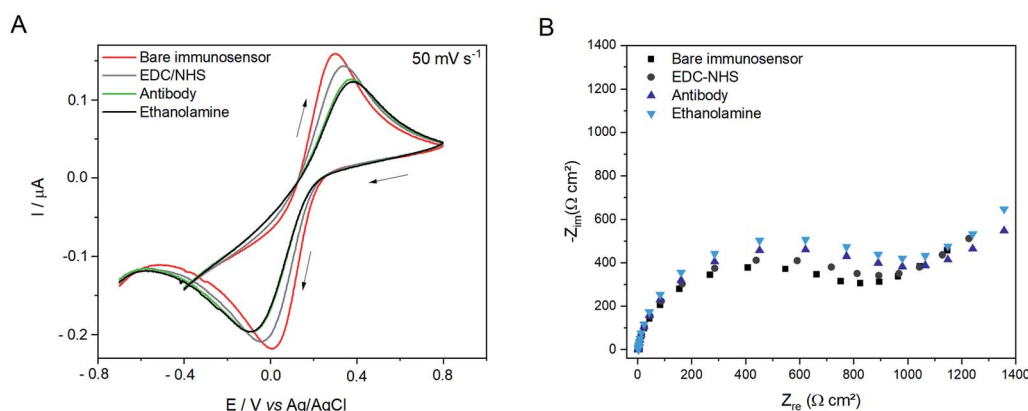 A
Bare immunosensor
EDC/NHS
Antibody
Ethanolamine
50 mV s⁻¹
I / µA
0.1
0.0
- 0.1
- 0.2
- 0.8
- 0.4
0.0
0.4
0.8
E / V vs Ag/AgCl
B
Bare immunosensor
EDC-NHS
Antibody
Ethanolamine
-Zim(Ω cm²)
1400
1200
1000
800
600
400
200
0
0 200 400 600 800 1000 1200 1400
Zre (Ω cm²)